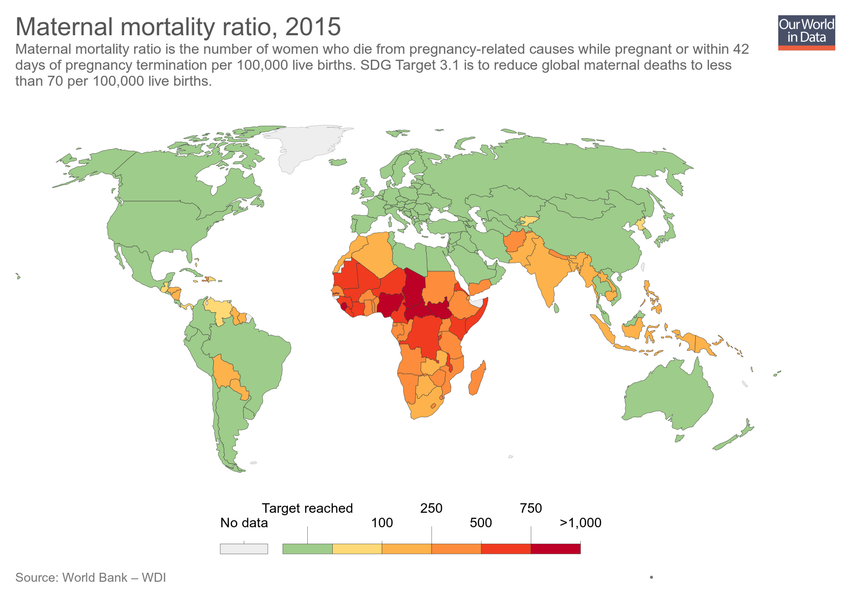 Maternal mortality ratio, 2015
Our World
in Data
Maternal mortality ratio is the number of women who die from pregnancy-related causes while pregnant or within 42
days of pregnancy termination per 100,000 live births. SDG Target 3.1 is to reduce global maternal deaths to less
than 70 per 100,000 live births.
Target reached 250 750
No data 100 500 >1,000
Source: World Bank – WDI